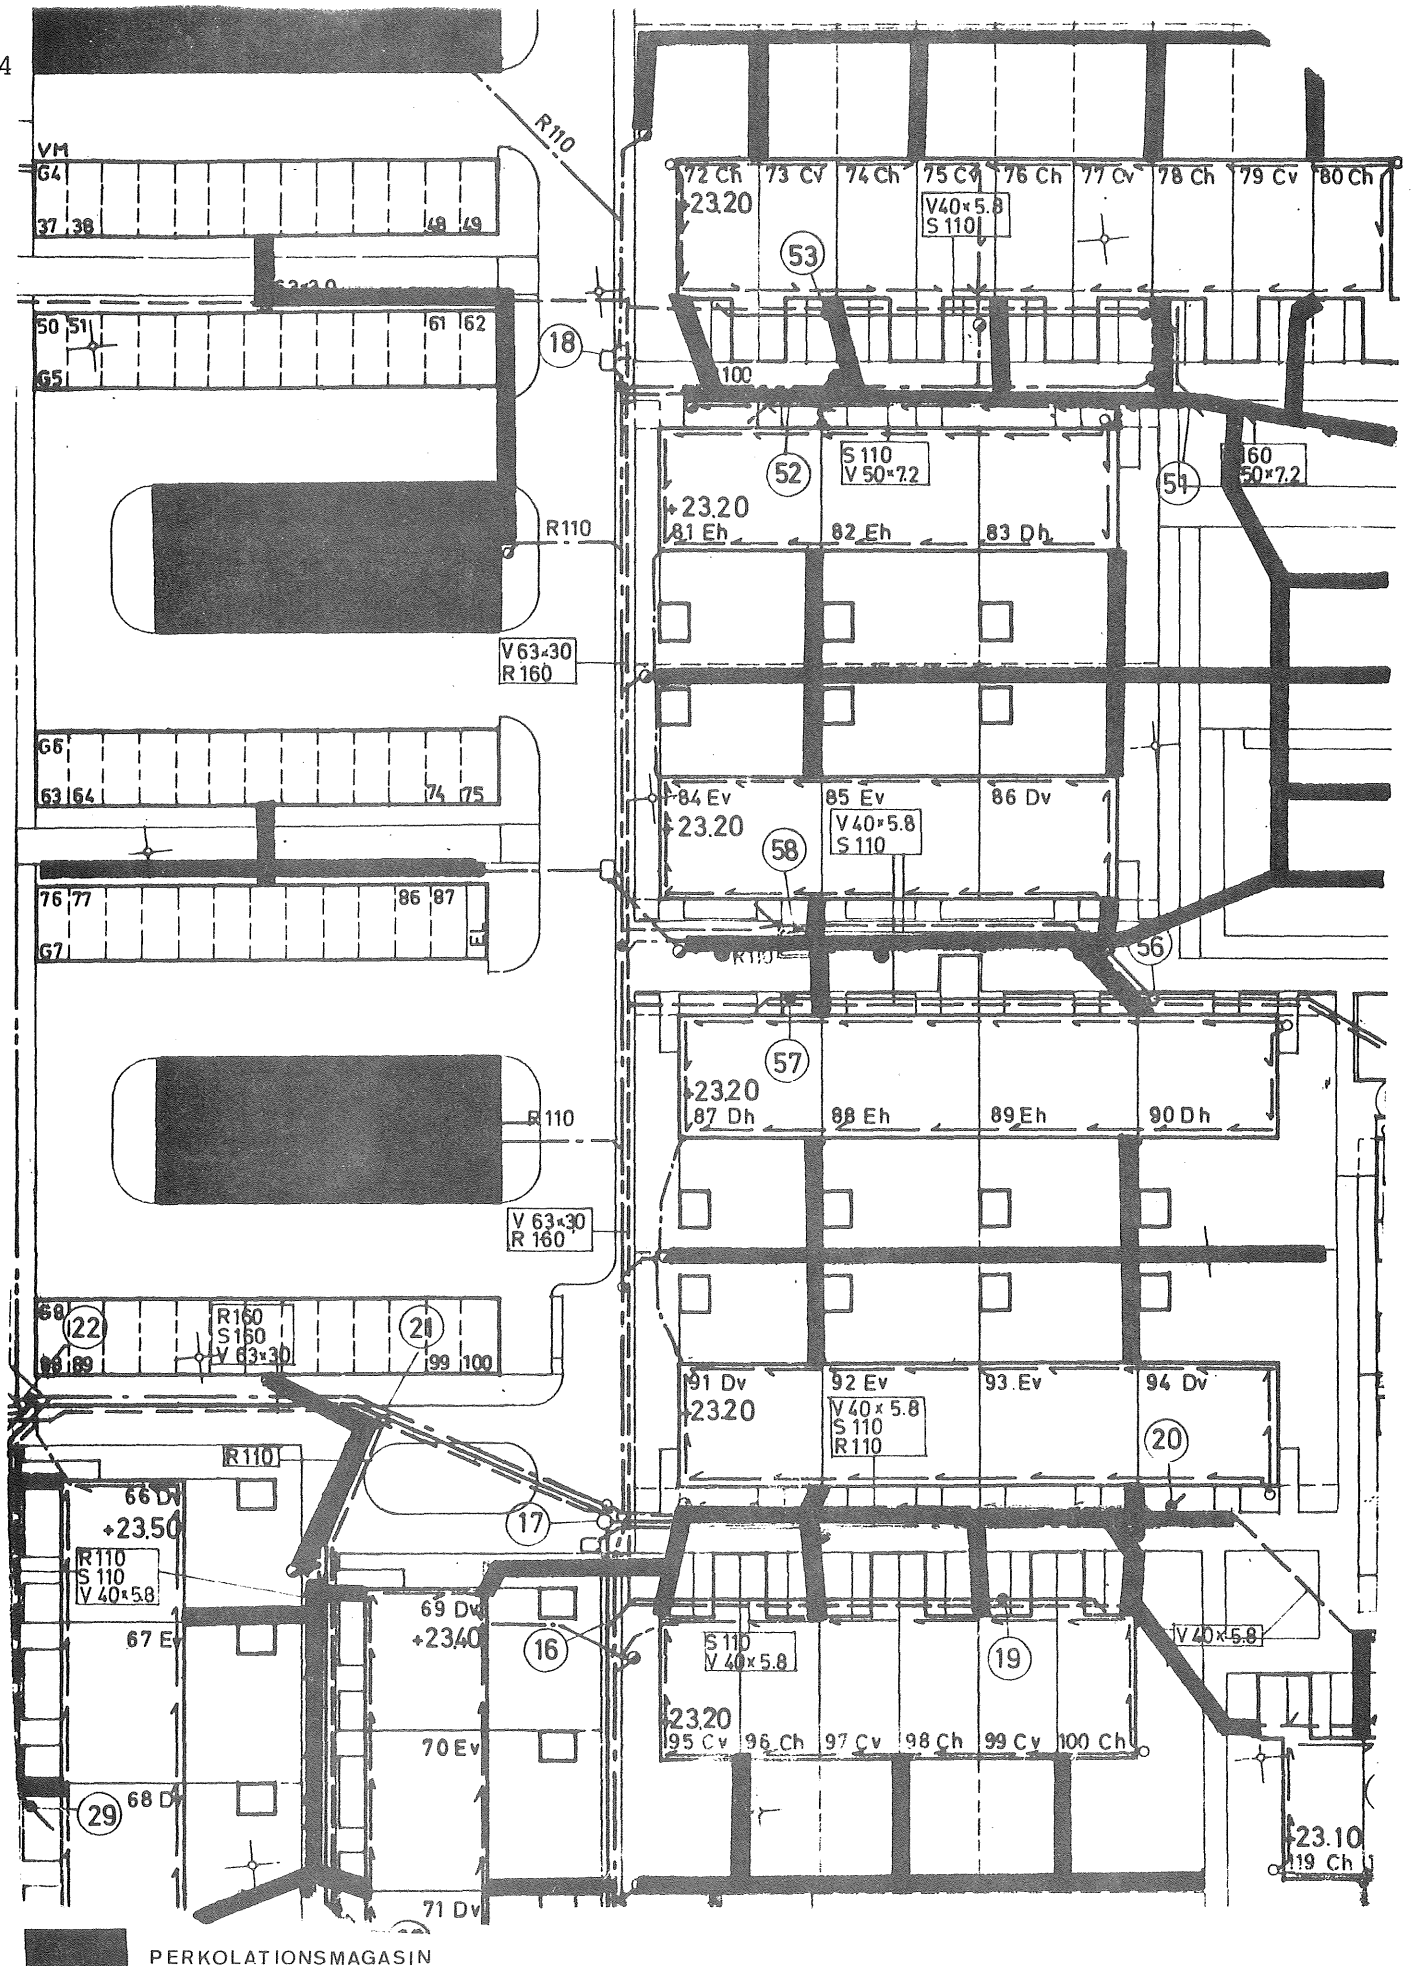 4
R110
VM
G4
37 38 48 49
72 Ch 73 Cv 74 Ch 75 Cv 76 Ch 77 Cv 78 Ch 79 Cv 80 Ch
+23.20
V40×5.8
S 110
53
50 51 61 62
G5
18
100
52
S 110
V 50×7.2
51
160
50×7.2
+23.20
81 Eh 82 Eh 83 Dh
R110
V 63×30
R 160
G6
63 64 74 75
84 Ev 85 Ev 86 Dv
+23.20
V 40×5.8
S 110
58
76 77 86 87
G7
EL
R110
56
57
+23.20
87 Dh 88 Eh 89 Eh 90 Dh
R 110
V 63×30
R 160
G8
22
R160
S 160
V 63×30
21
88 89 99 100
91 Dv 92 Ev 93 Ev 94 Dv
+23.20
V 40×5.8
S 110
R 110
20
R 110
66 D
+23.50
17
R 110
S 110
V 40×5.8
69 Dv
+23.40
67 E
16
S 110
V 40×5.8
19
V 40×5.8
+23.20
95 Cv 96 Ch 97 Cv 98 Ch 99 Cv 100 Ch
70 Ev
68 D
29
+23.10
119 Ch
71 Dv
PERKOLATIONSMAGASIN